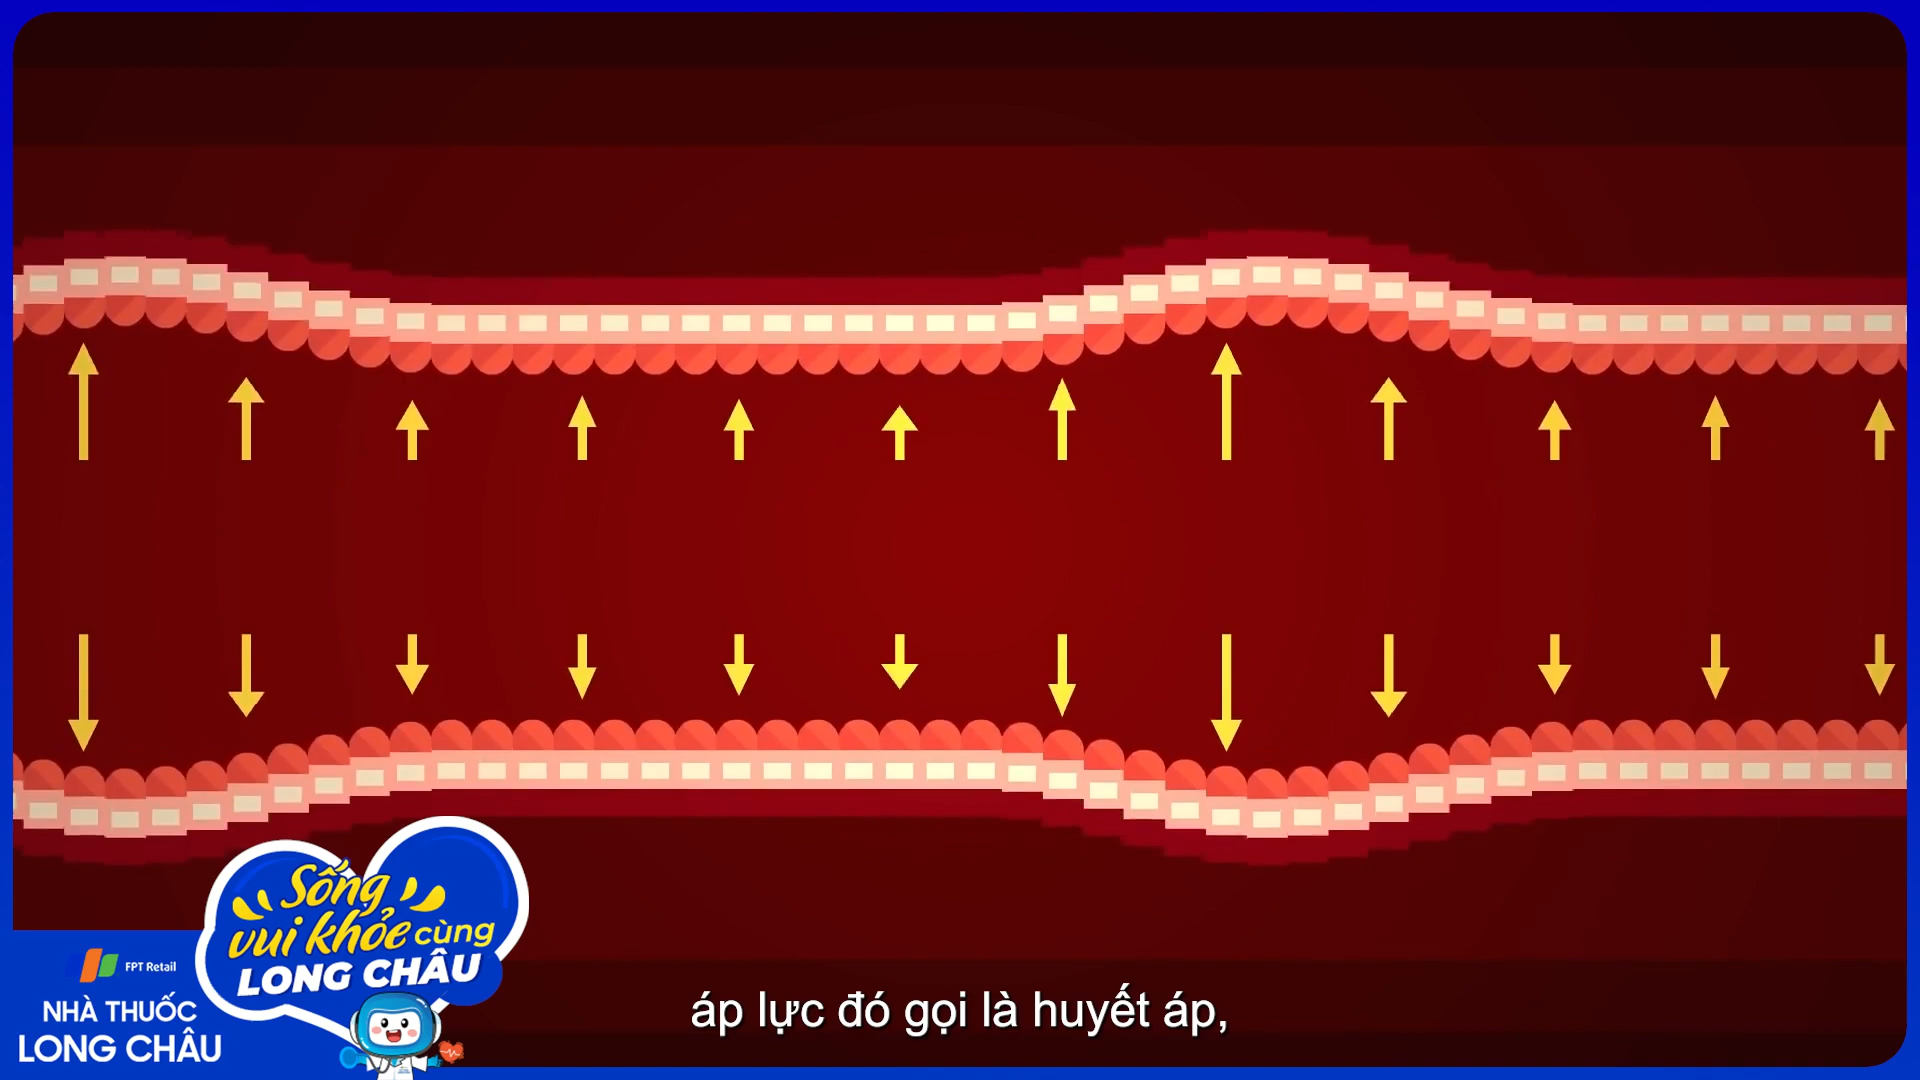 Sống
vui khỏe cùng
LONG CHÂU
FPT Retail
NHÀ THUỐC
LONG CHÂU
áp lực đó gọi là huyết áp,